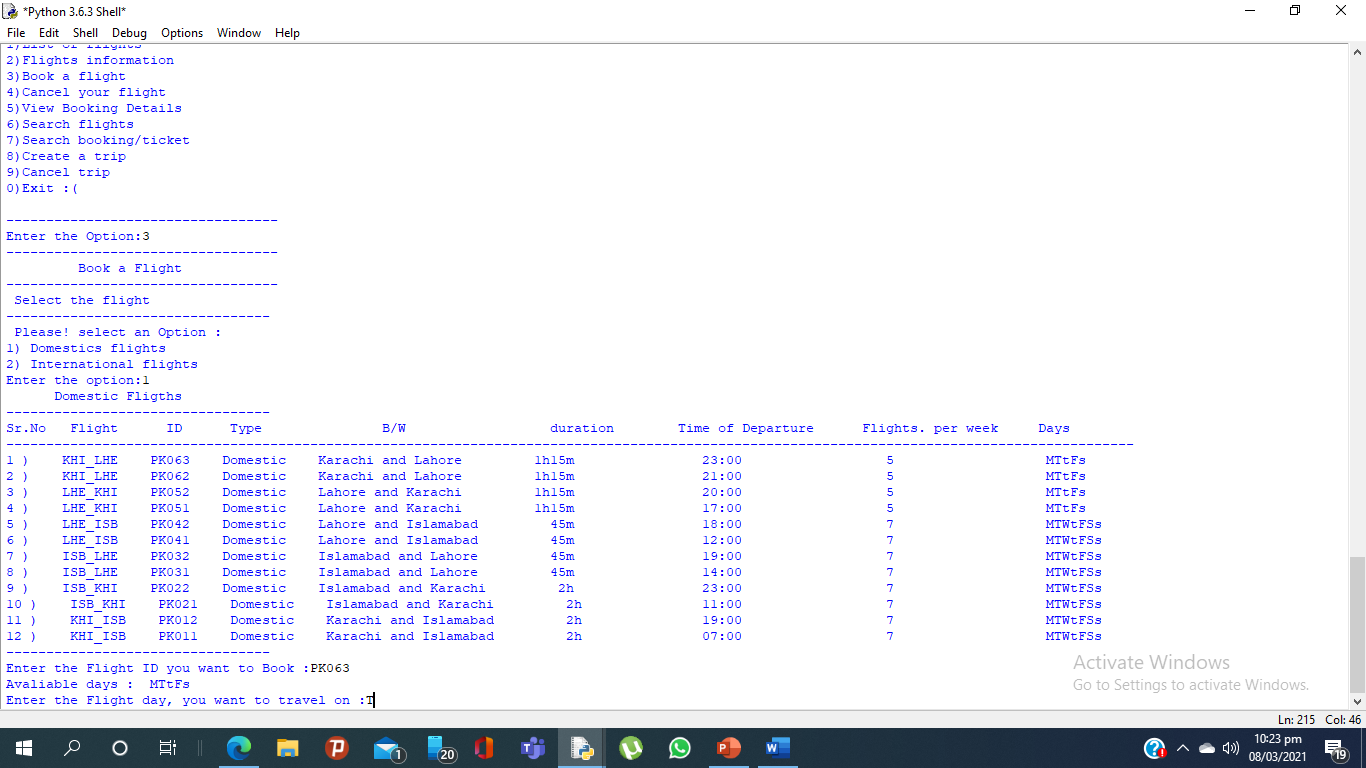 *Python 3.6.3 Shell*
File Edit Shell Debug Options Window Help
1)List of flights
2)Flights information
3)Book a flight
4)Cancel your flight
5)View Booking Details
6)Search flights
7)Search booking/ticket
8)Create a trip
9)Cancel trip
0)Exit :(
----------------------------------
Enter the Option:3
----------------------------------
Book a Flight
----------------------------------
Select the flight
---------------------------------
Please! select an Option :
1) Domestics flights
2) International flights
Enter the option:1
Domestic Fligths
---------------------------------
Sr.No Flight ID Type B/W duration Time of Departure Flights. per week Days
---------------------------------------------------------------------------------------------------------------------------------------------
1 ) KHI_LHE PK063 Domestic Karachi and Lahore 1h15m 23:00 5 MTtFs
2 ) KHI_LHE PK062 Domestic Karachi and Lahore 1h15m 21:00 5 MTtFs
3 ) LHE_KHI PK052 Domestic Lahore and Karachi 1h15m 20:00 5 MTtFs
4 ) LHE_KHI PK051 Domestic Lahore and Karachi 1h15m 17:00 5 MTtFs
5 ) LHE_ISB PK042 Domestic Lahore and Islamabad 45m 18:00 7 MTWtFSs
6 ) LHE_ISB PK041 Domestic Lahore and Islamabad 45m 12:00 7 MTWtFSs
7 ) ISB_LHE PK032 Domestic Islamabad and Lahore 45m 19:00 7 MTWtFSs
8 ) ISB_LHE PK031 Domestic Islamabad and Lahore 45m 14:00 7 MTWtFSs
9 ) ISB_KHI PK022 Domestic Islamabad and Karachi 2h 23:00 7 MTWtFSs
10 ) ISB_KHI PK021 Domestic Islamabad and Karachi 2h 11:00 7 MTWtFSs
11 ) KHI_ISB PK012 Domestic Karachi and Islamabad 2h 19:00 7 MTWtFSs
12 ) KHI_ISB PK011 Domestic Karachi and Islamabad 2h 07:00 7 MTWtFSs
---------------------------------
Enter the Flight ID you want to Book :PK063
Avaliable days : MTtFs
Enter the Flight day, you want to travel on :T
Activate Windows
Go to Settings to activate Windows.
Ln: 215 Col: 46
1 20 10:23 pm
08/03/2021 19